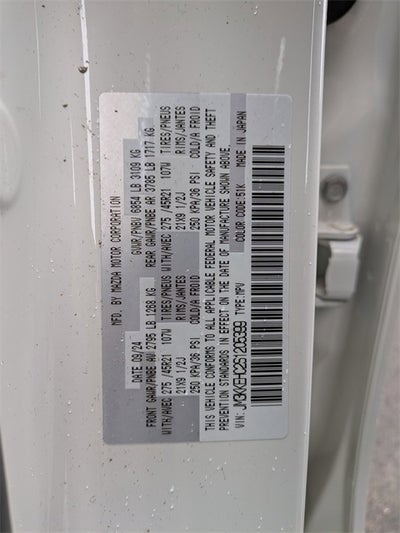 MFD. BY MAZDA MOTOR CORPORATION
DATE 09/24 GVWR/PNBV 6854 LB 3109 KG
FRONT GAWR/PNBE AV 2795 LB 1268 KG REAR GAWR/PNBE AR 3785 LB 1717 KG
WITH/AVEC 275 /45R21 107W TIRES/PNEUS WITH/AVEC 275 /45R21 107W TIRES/PNEUS
21X9 1/2J RIMS/JANTES 21X9 1/2J RIMS/JANTES
250 KPA/36 PSI COLD/A FROID 250 KPA/36 PSI COLD/A FROID
THIS VEHICLE CONFORMS TO ALL APPLICABLE FEDERAL MOTOR VEHICLE SAFETY AND THEFT
PREVENTION STANDARDS IN EFFECT ON THE DATE OF MANUFACTURE SHOWN ABOVE.
VIN: JM3KKEHC2S1205399 TYPE: MPV COLOR CODE: 51K MADE IN JAPAN